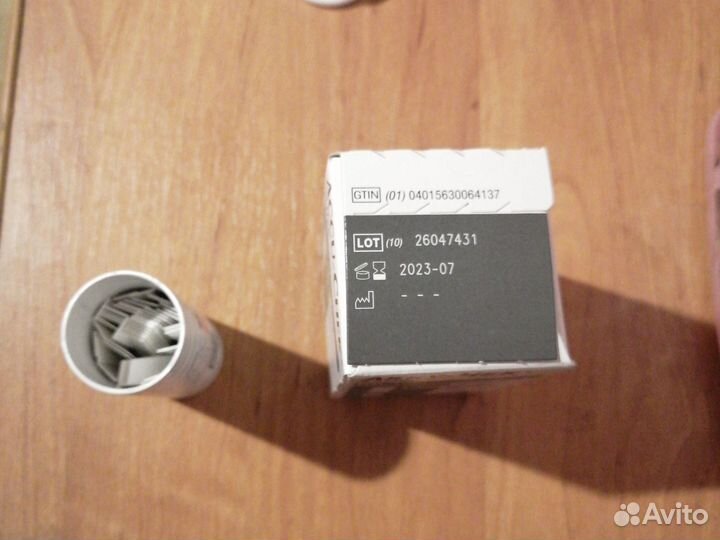 GTIN (01) 04015630064137
LOT (10) 26047431
2023-07
- - -
Avito